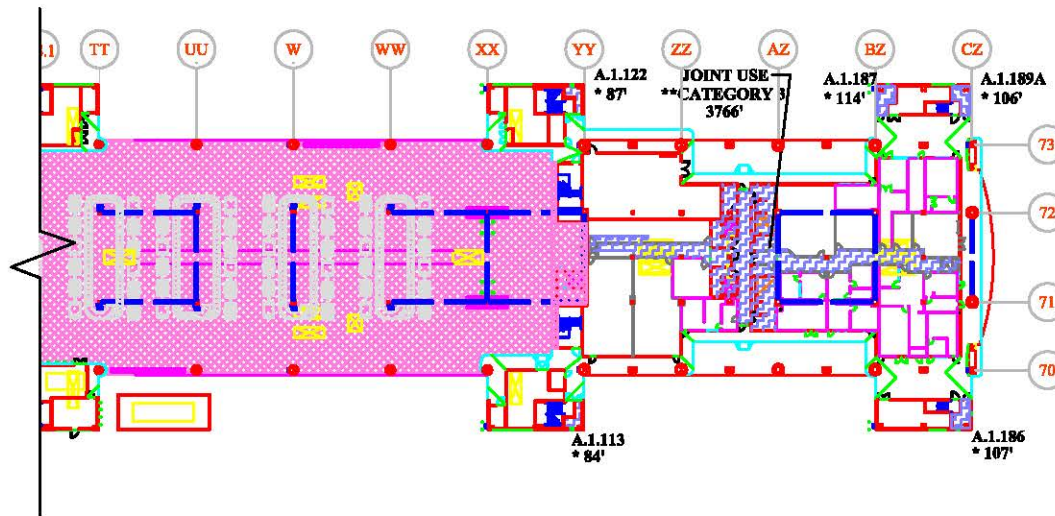 TT UU W WW XX YY ZZ AZ BZ CZ
A.1.122
* 87'
JOINT USE
**CATEGORY 3
3766'
A.1.187
* 114'
A.1.189A
* 106'
73
72
71
70
A.1.113
* 84'
A.1.186
* 107'